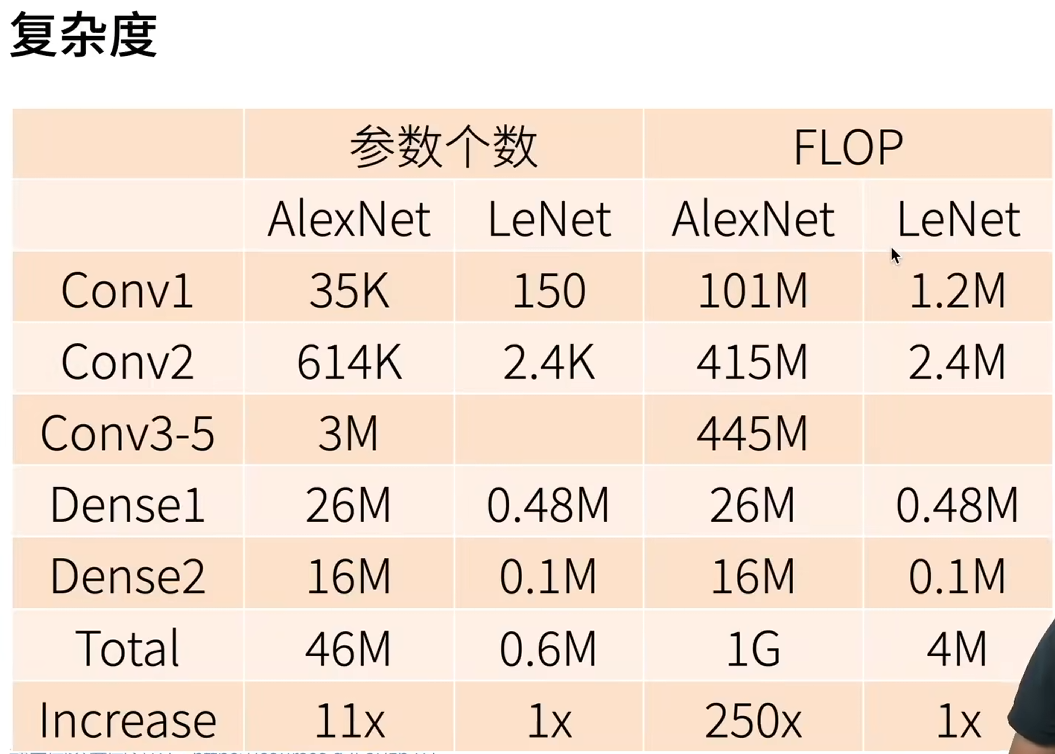 复杂度
参数个数 FLOP
AlexNet LeNet AlexNet LeNet
Conv1 35K 150 101M 1.2M
Conv2 614K 2.4K 415M 2.4M
Conv3-5 3M 445M
Dense1 26M 0.48M 26M 0.48M
Dense2 16M 0.1M 16M 0.1M
Total 46M 0.6M 1G 4M
Increase 11x 1x 250x 1x